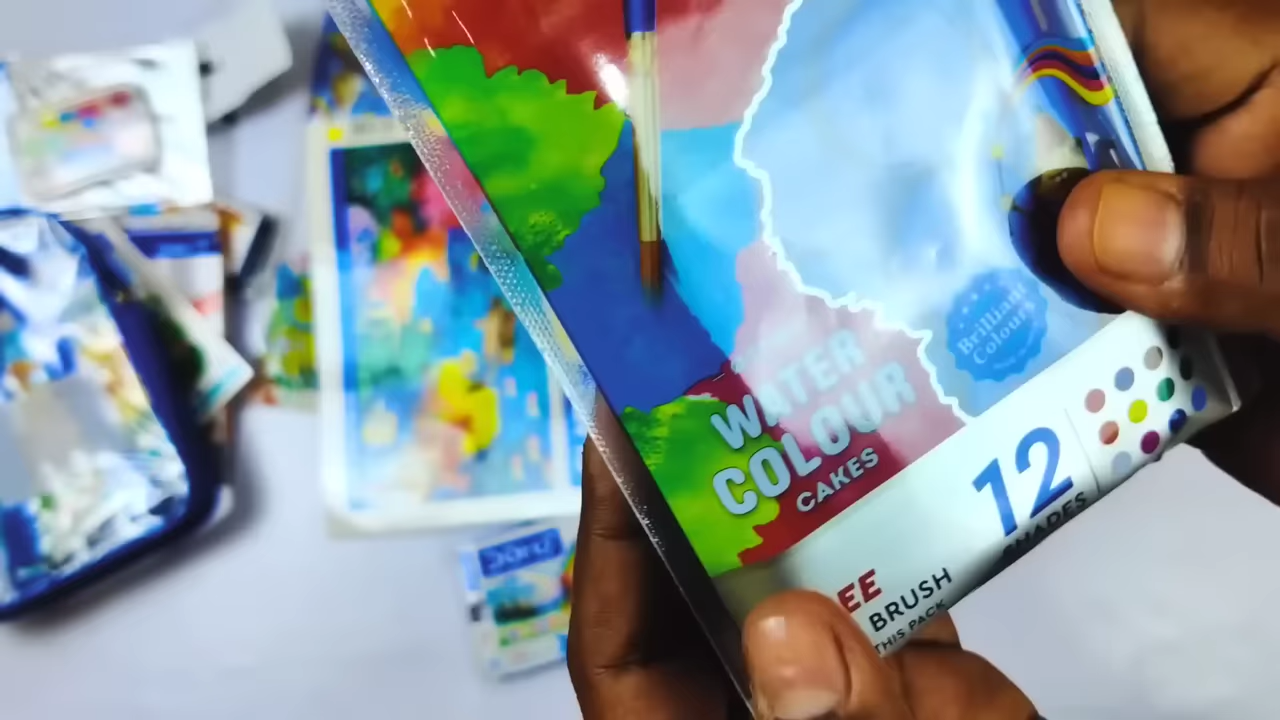 Brilliant
Colours
WATER
COLOUR
CAKES
12
SHADES
EE
BRUSH
THIS PACK